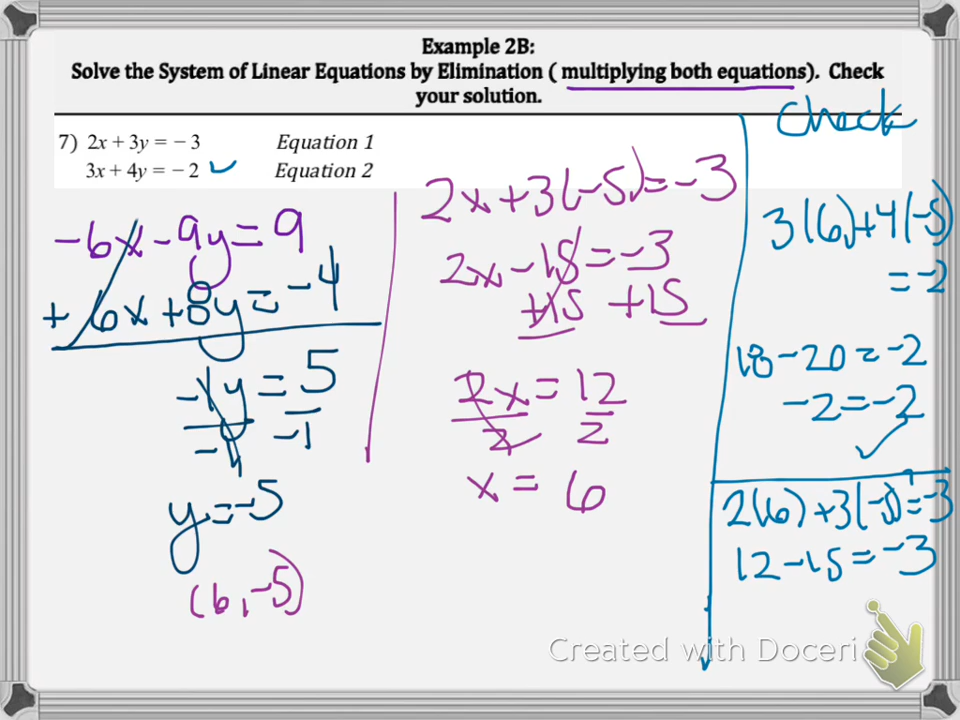 Example 2B:
Solve the System of Linear Equations by Elimination ( multiplying both equations). Check
your solution.
7) 2x + 3y = − 3 Equation 1
3x + 4y = − 2 ✓ Equation 2
-6x - 9y = 9
+ 6x + 8y = -4
-1y = 5
-1 -1
y = -5
(6, -5)
2x + 3(-5) = -3
2x - 15 = -3
+15 +15
2x = 12
2 2
x = 6
Check
3(6)+4(-5)
= -2
18 - 20 = -2
-2 = -2
✓
2(6) + 3(-5) ?= -3
12 - 15 = -3
Created with Doceri